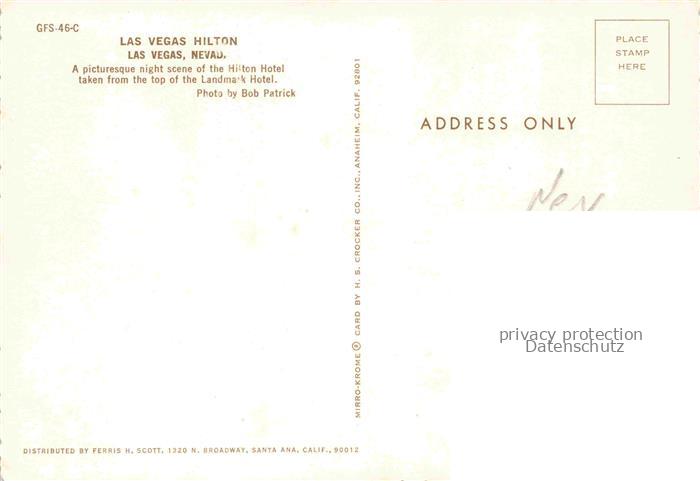 GFS-46-C
LAS VEGAS HILTON
LAS VEGAS, NEVAD.
A picturesque night scene of the Hilton Hotel
taken from the top of the Landmark Hotel.
Photo by Bob Patrick
PLACE
STAMP
HERE
ADDRESS ONLY
Nev
MIRRO-KROME® CARD BY H. S. CROCKER CO., INC., ANAHEIM, CALIF. 92801
privacy protection
Datenschutz
DISTRIBUTED BY FERRIS H. SCOTT, 1320 N. BROADWAY, SANTA ANA, CALIF., 90012